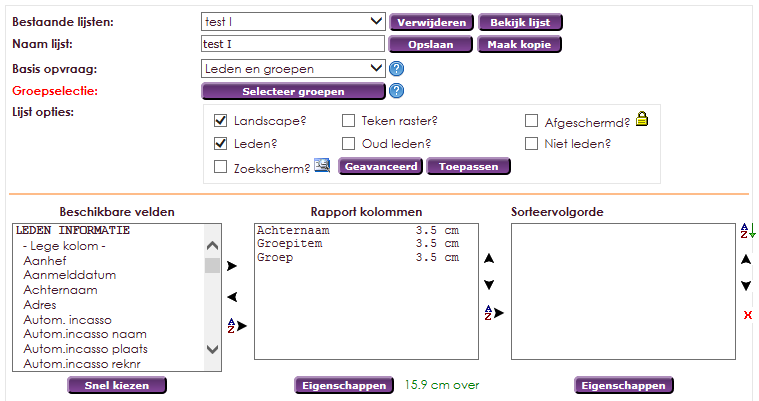 Bestaande lijsten: test I Verwijderen Bekijk lijst
Naam lijst: test I Opslaan Maak kopie
Basis opvraag: Leden en groepen ?
Groepselectie: Selecteer groepen ?
Lijst opties: Landscape? Teken raster? Afgeschermd?
Leden? Oud leden? Niet leden?
Zoekscherm? Geavanceerd Toepassen
Beschikbare velden Rapport kolommen Sorteervolgorde
LEDEN INFORMATIE Achternaam 3.5 cm
- Lege kolom - Groepitem 3.5 cm
Aanhef Groep 3.5 cm
Aanmelddatum
Achternaam
Adres
Autom. incasso
Autom.incasso naam
Autom.incasso plaats
Autom.incasso reknr
Snel kiezen Eigenschappen 15.9 cm over Eigenschappen